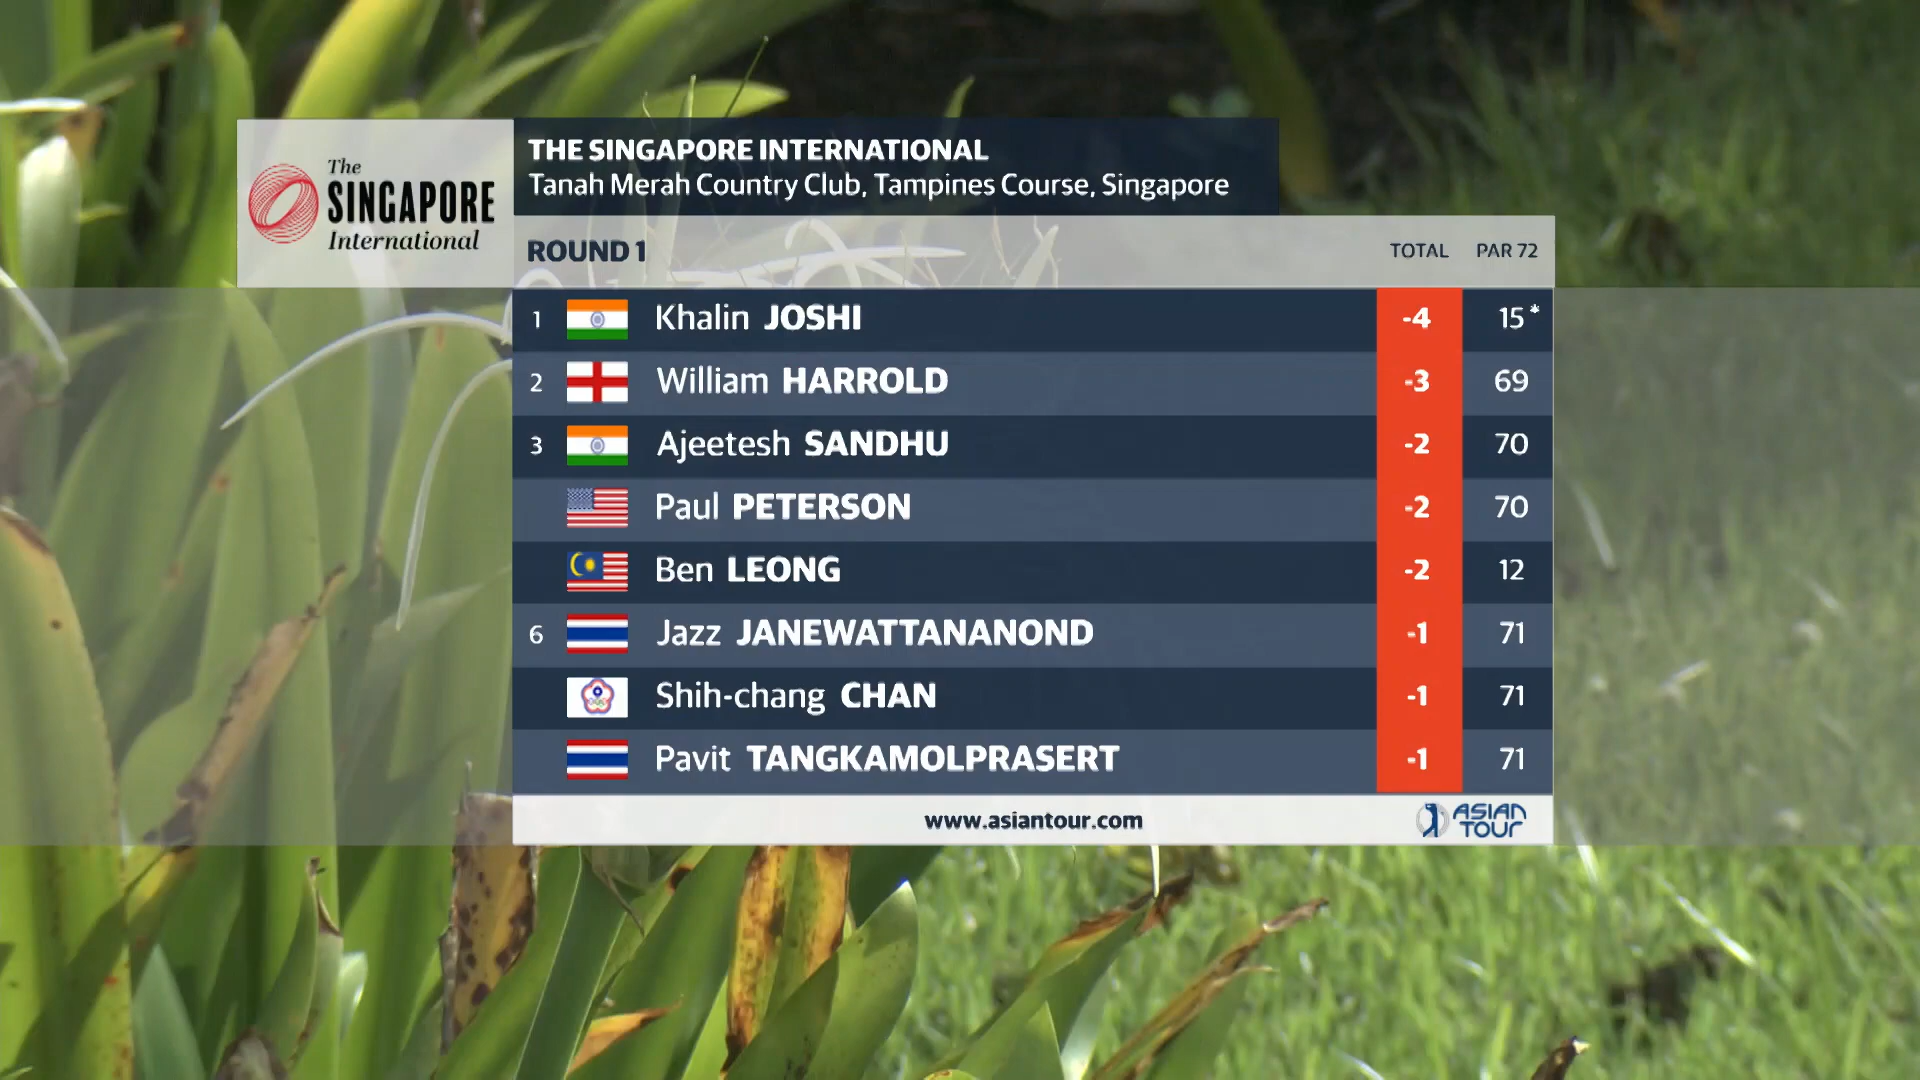 The
SINGAPORE
International
THE SINGAPORE INTERNATIONAL
Tanah Merah Country Club, Tampines Course, Singapore
ROUND 1 TOTAL PAR 72
1 Khalin JOSHI -4 15*
2 William HARROLD -3 69
3 Ajeetesh SANDHU -2 70
Paul PETERSON -2 70
Ben LEONG -2 12
6 Jazz JANEWATTANANOND -1 71
Shih-chang CHAN -1 71
Pavit TANGKAMOLPRASERT -1 71
www.asiantour.com
ASIAN
TOUR